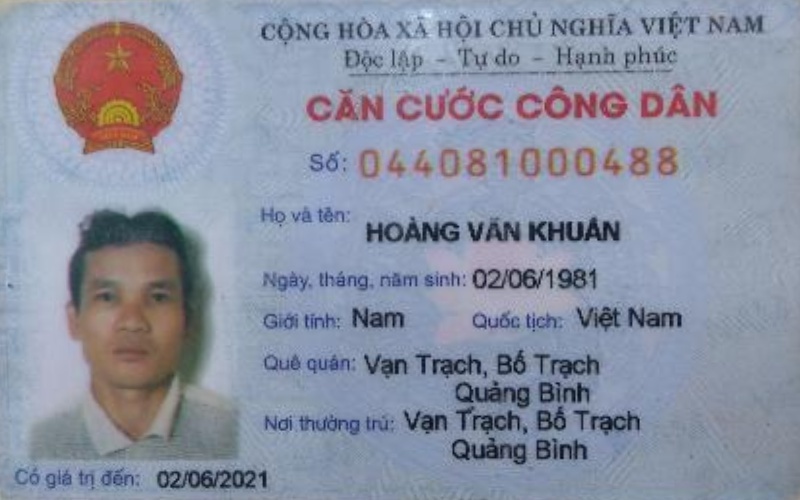 CỘNG HÒA XÃ HỘI CHỦ NGHĨA VIỆT NAM
Độc lập - Tự do - Hạnh phúc
CĂN CƯỚC CÔNG DÂN
Số: 044081000488
Họ và tên: HOÀNG VĂN KHUÂN
Ngày, tháng, năm sinh: 02/06/1981
Giới tính: Nam Quốc tịch: Việt Nam
Quê quán: Vạn Trạch, Bố Trạch
Quảng Bình
Nơi thường trú: Vạn Trạch, Bố Trạch
Quảng Bình
Có giá trị đến: 02/06/2021